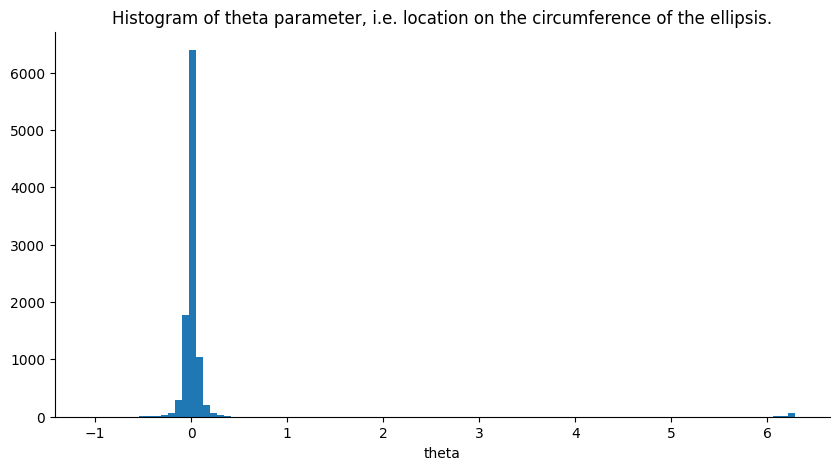 Histogram of theta parameter, i.e. location on the circumference of the ellipsis.
6000
5000
4000
3000
2000
1000
0
−1 0 1 2 3 4 5 6
theta